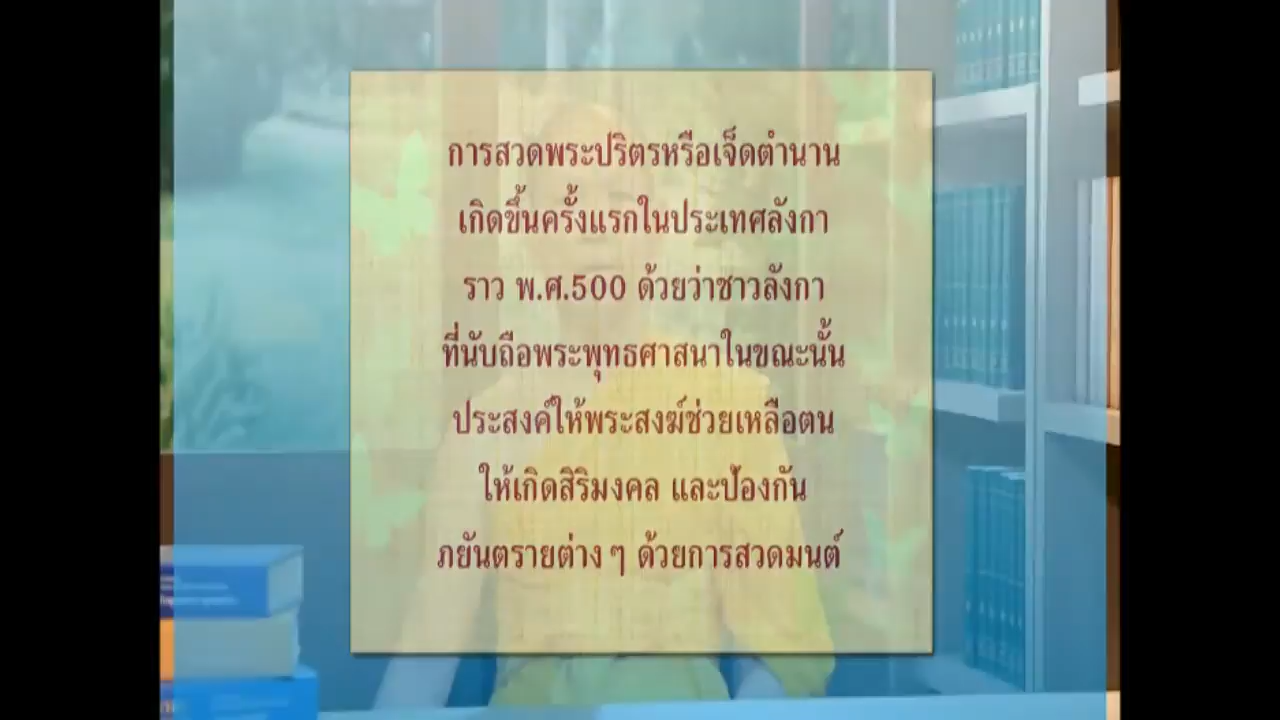 การสวดพระปริตรหรือเจ็ดตำนาน
เกิดขึ้นครั้งแรกในประเทศลังกา
ราว พ.ศ.500 ด้วยว่าชาวลังกา
ที่นับถือพระพุทธศาสนาในขณะนั้น
ประสงค์ให้พระสงฆ์ช่วยเหลือตน
ให้เกิดสิริมงคล และป้องกัน
ภยันตรายต่าง ๆ ด้วยการสวดมนต์